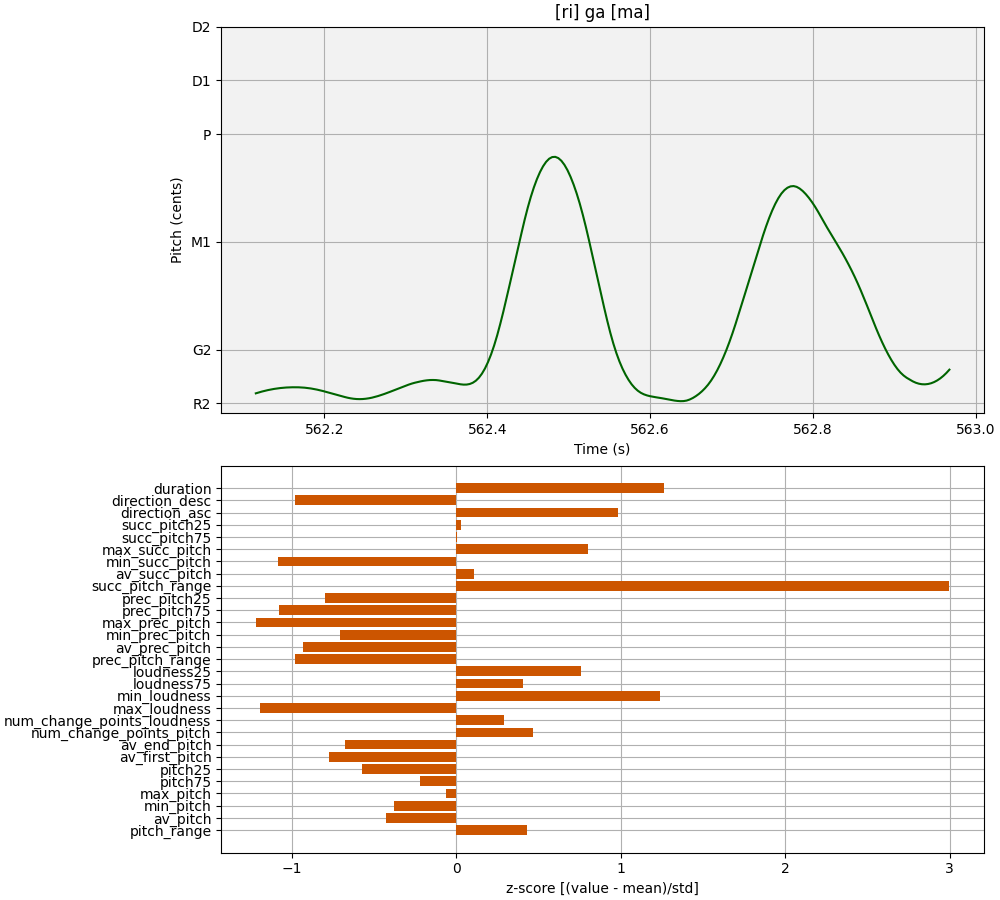 [ri] ga [ma]
D2
D1
P
M1
G2
R2
Pitch (cents)
562.2
562.4
562.6
562.8
563.0
Time (s)
duration
direction_desc
direction_asc
succ_pitch25
succ_pitch75
max_succ_pitch
min_succ_pitch
av_succ_pitch
succ_pitch_range
prec_pitch25
prec_pitch75
max_prec_pitch
min_prec_pitch
av_prec_pitch
prec_pitch_range
loudness25
loudness75
min_loudness
max_loudness
num_change_points_loudness
num_change_points_pitch
av_end_pitch
av_first_pitch
pitch25
pitch75
max_pitch
min_pitch
av_pitch
pitch_range
−1
0
1
2
3
z-score [(value - mean)/std]